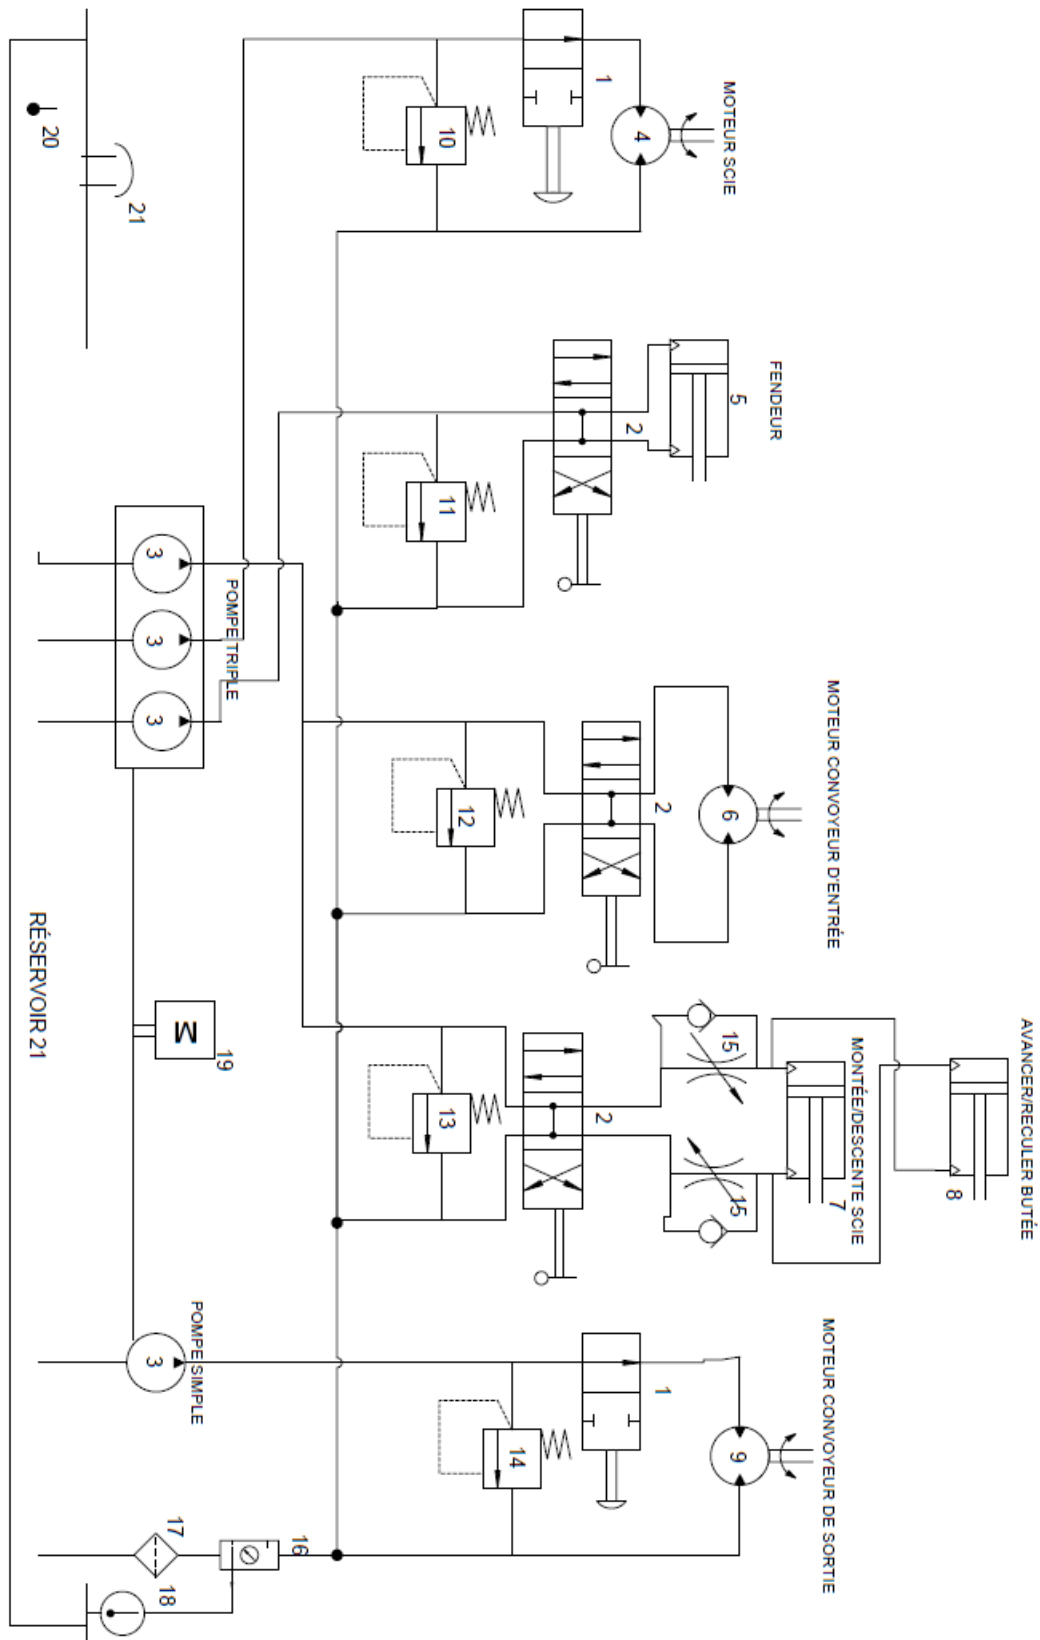 MOTEUR SCIE
FENDEUR
MOTEUR CONVOYEUR D'ENTRÉE
AVANCER/RECULER BUTÉE
MONTÉE/DESCENTE SCIE
MOTEUR CONVOYEUR DE SORTIE
4
1
10
5
2
11
6
2
12
8
7
15
15
2
13
9
1
14
POMPE TRIPLE
3
3
3
POMPE SIMPLE
3
M
19
16
17
18
20
21
RÉSERVOIR 21